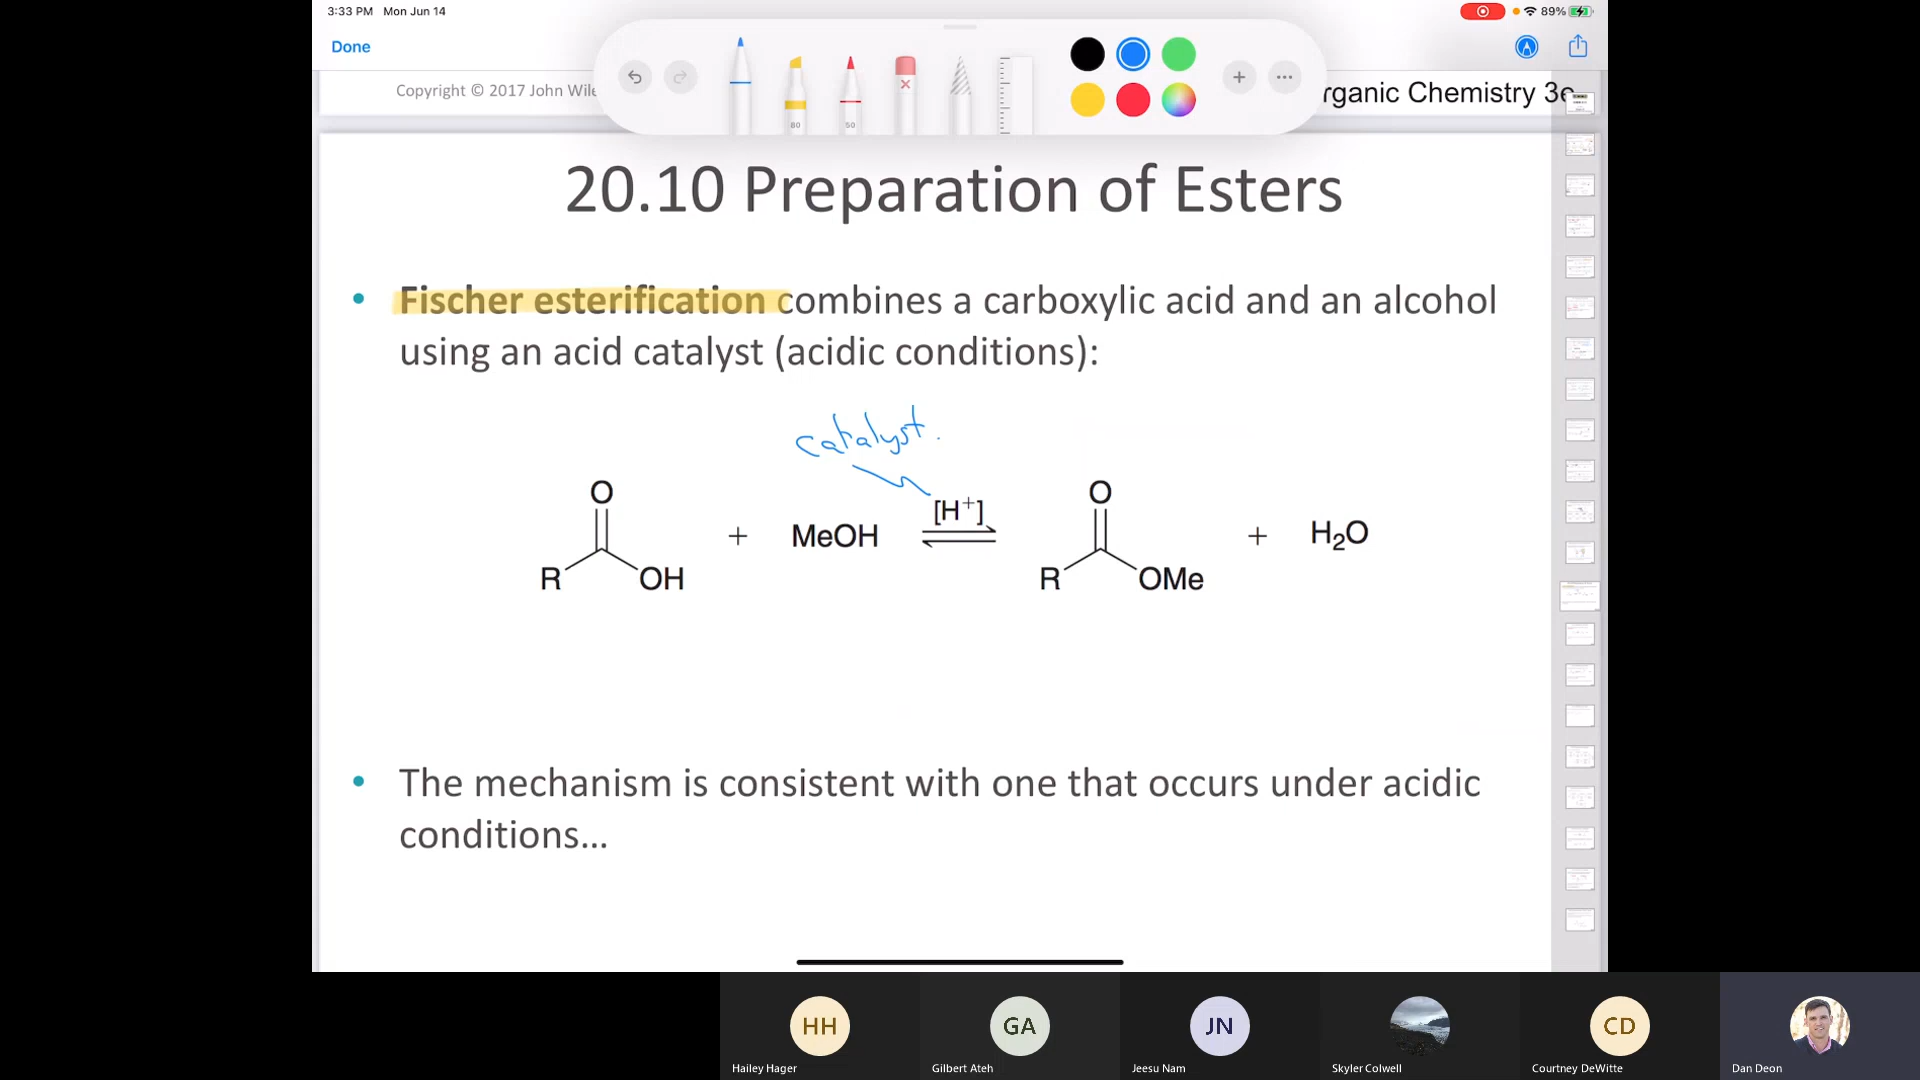 3:33 PM Mon Jun 14
89%
Done
80
50
Copyright © 2017 John Wile
rganic Chemistry 3e
20.10 Preparation of Esters
• Fischer esterification combines a carboxylic acid and an alcohol
using an acid catalyst (acidic conditions):
catalyst.
O
R
OH
+
MeOH
[H+]
O
R
OMe
+
H2O
• The mechanism is consistent with one that occurs under acidic
conditions…
HH
GA
JN
CD
Hailey Hager
Gilbert Ateh
Jeesu Nam
Skyler Colwell
Courtney DeWitte
Dan Deon